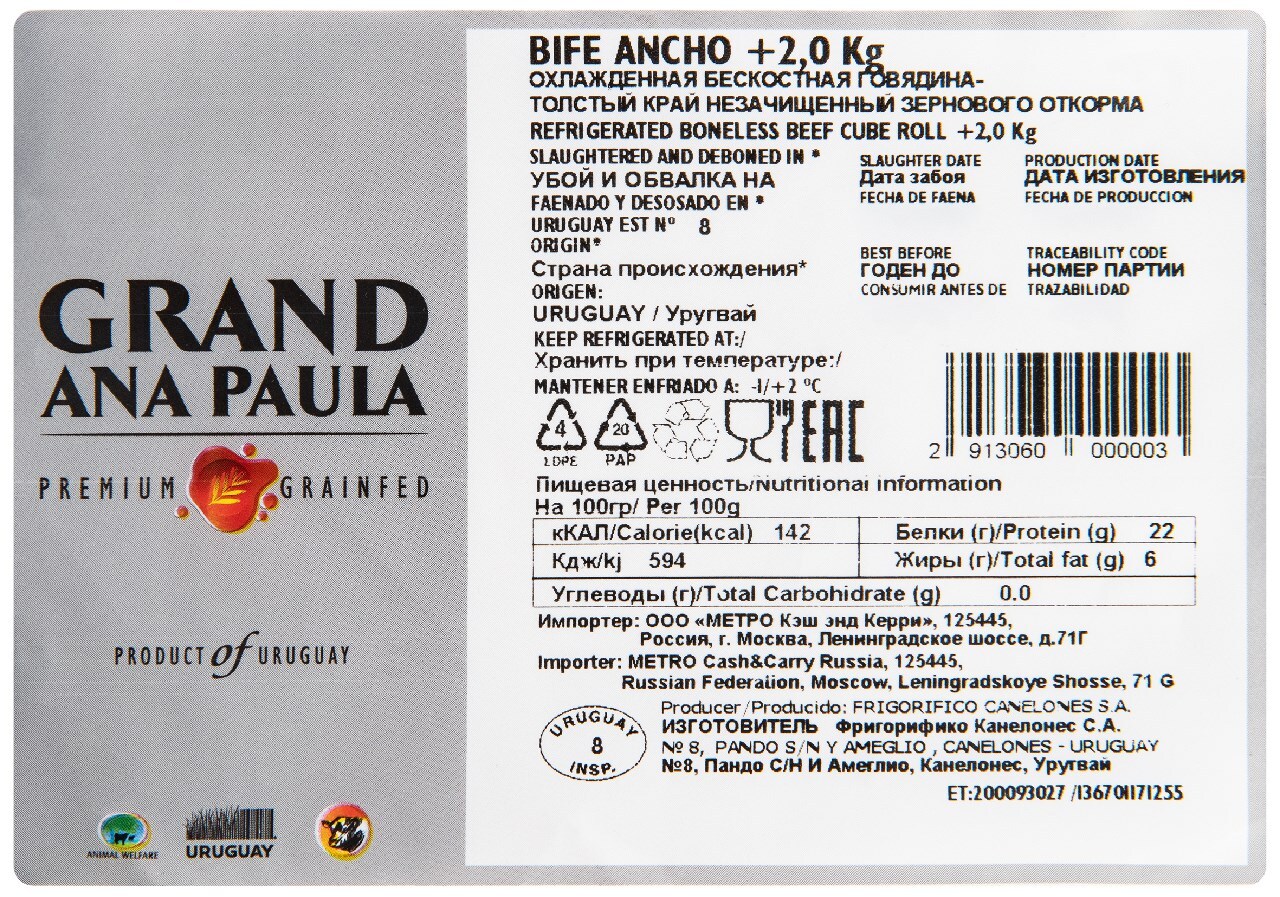 GRAND
ANA PAULA
PREMIUM GRAINFED
PRODUCT of URUGUAY
ANIMAL WELFARE
URUGUAY
BIFE ANCHO +2,0 Kg
ОХЛАЖДЕННАЯ БЕСКОСТНАЯ ГОВЯДИНА-
ТОЛСТЫЙ КРАЙ НЕЗАЧИЩЕННЫЙ ЗЕРНОВОГО ОТКОРМА
REFRIGERATED BONELESS BEEF CUBE ROLL +2,0 Kg
SLAUGHTERED AND DEBONED IN *
УБОЙ И ОБВАЛКА НА
FAENADO Y DESOSADO EN *
URUGUAY EST Nº 8
ORIGIN*
Страна происхождения*
ORIGEN:
URUGUAY / Уругвай
KEEP REFRIGERATED AT:/
Хранить при температуре:/
MANTENER ENFRIADO A: -1/+2 ºC
SLAUGHTER DATE
Дата забоя
FECHA DE FAENA
PRODUCTION DATE
ДАТА ИЗГОТОВЛЕНИЯ
FECHA DE PRODUCCION
BEST BEFORE
ГОДЕН ДО
CONSUMIR ANTES DE
TRACEABILITY CODE
НОМЕР ПАРТИИ
TRAZABILIDAD
4
LDPE
20
PAP
EAC
2 913060 000003
Пищевая ценность/Nutritional information
На 100гр/ Per 100g
кКАЛ/Calorie(kcal) 142 Белки (г)/Protein (g) 22
Кдж/kj 594 Жиры (г)/Total fat (g) 6
Углеводы (г)/Total Carbohidrate (g) 0.0
Импортер: ООО «МЕТРО Кэш энд Керри», 125445,
Россия, г. Москва, Ленинградское шоссе, д.71Г
Importer: METRO Cash&Carry Russia, 125445,
Russian Federation, Moscow, Leningradskoye Shosse, 71 G
URUGUAY
8
INSP.
Producer/Producido: FRIGORIFICO CANELONES S.A.
ИЗГОТОВИТЕЛЬ Фригорифико Канелонес С.А.
Nº 8, PANDO S/N Y AMEGLIO , CANELONES - URUGUAY
№8, Пандо С/Н И Амеглио, Канелонес, Уругвай
ET:200093027 /136701171255